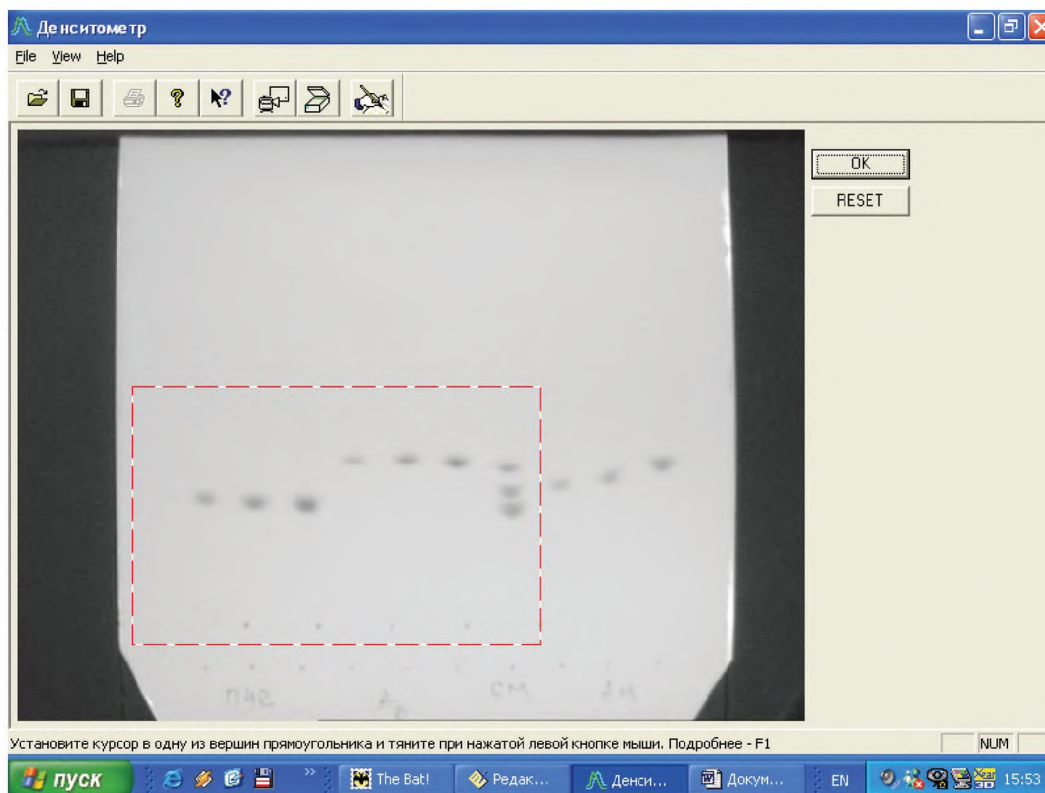 Денситометр
File View Help
OK
RESET
СМ
Установите курсор в одну из вершин прямоугольника и тяните при нажатой левой кнопке мыши. Подробнее - F1
NUM
пуск
The Bat!
Редак...
Денси...
Докум...
EN
15:53